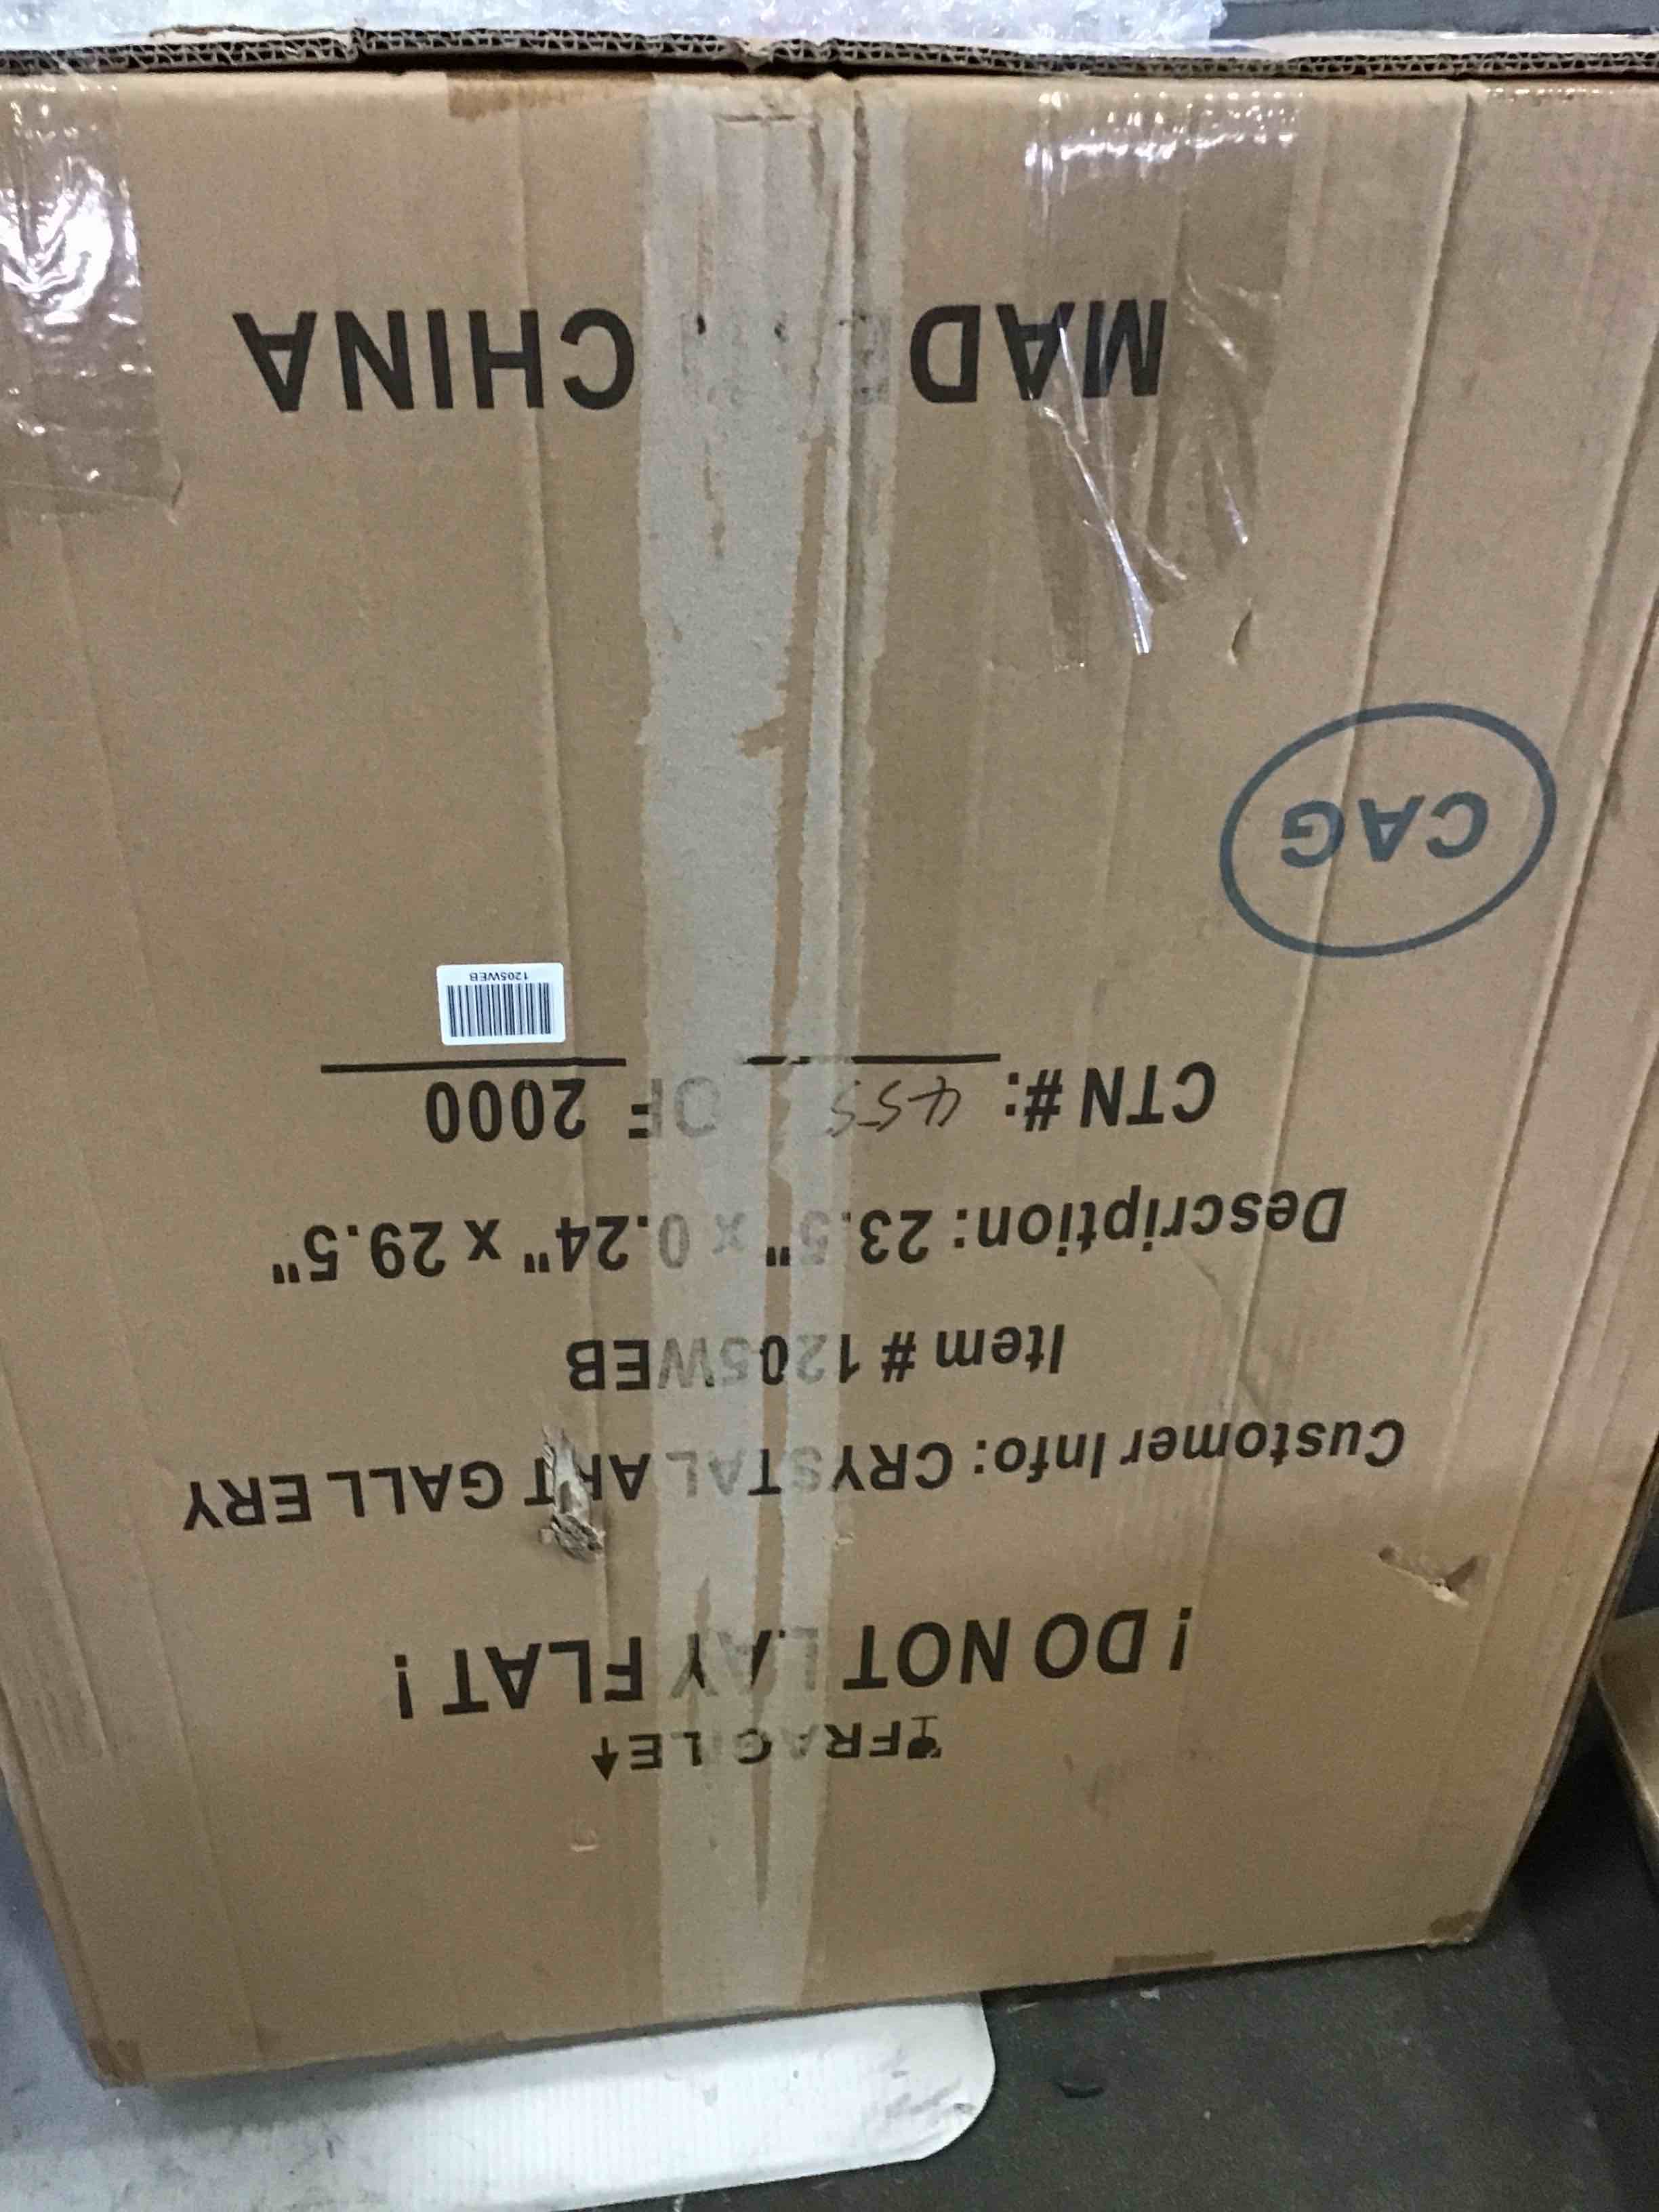 ↑FRAGILE↑
! DO NOT LAY FLAT !
Customer Info: CRYSTAL ART GALLERY
Item # 1205WEB
Description: 23.5" x 0.24" x 29.5"
CTN #: 455 OF 2000
1205WEB
CAG
MADE IN CHINA